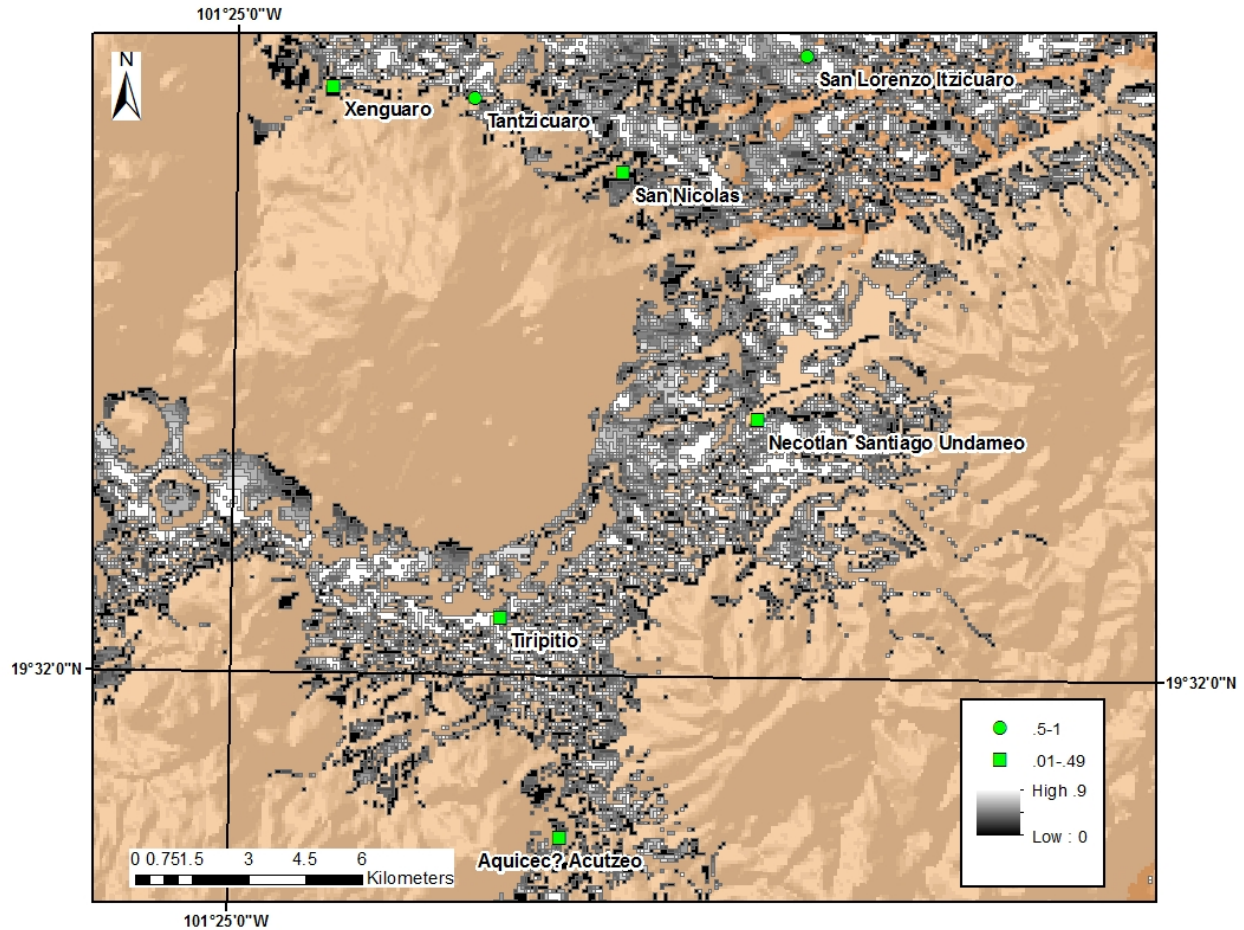 101°25'0"W
N
San Lorenzo Itzicuaro
Xenguaro
Tantzicuaro
San Nicolas
Necotlan Santiago Undameo
Tiripitio
19°32'0"N
19°32'0"N
.5-1
.01-.49
High .9
Low : 0
0 0.75 1.5 3 4.5 6
Kilometers
Aquicec? Acutzeo
101°25'0"W